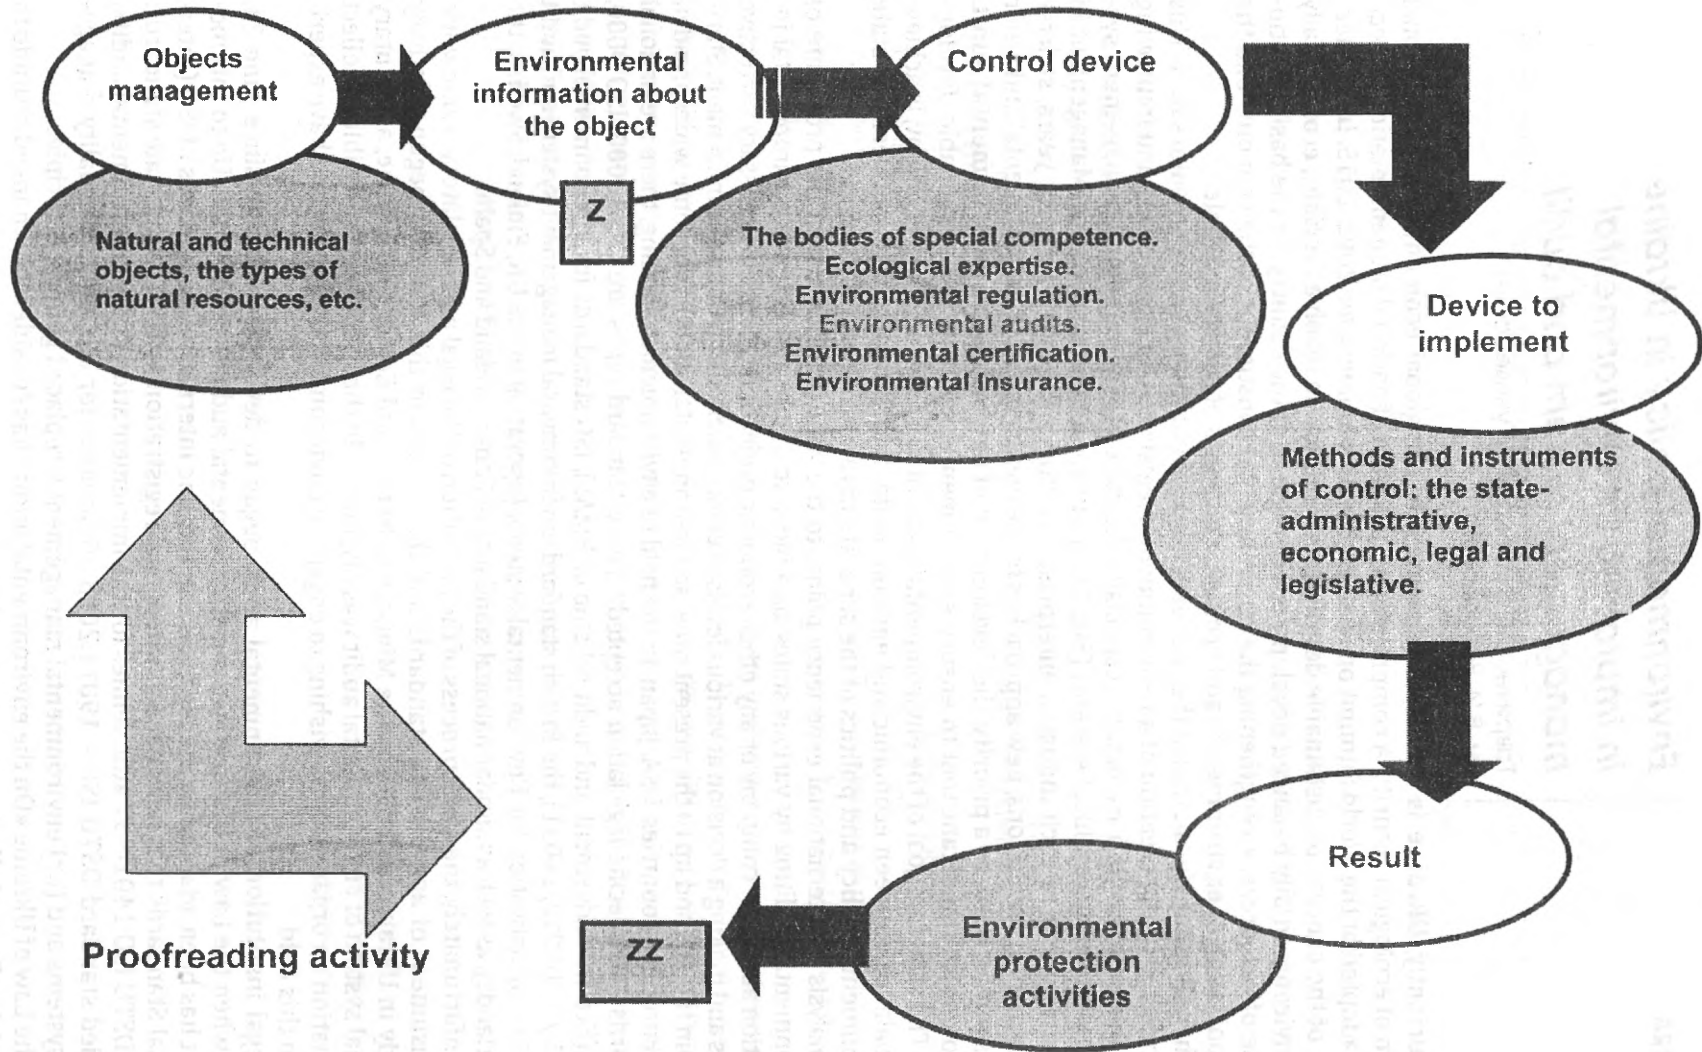 Objects
management
Environmental
information about
the object
Control device
Z
Natural and technical
objects, the types of
natural resources, etc.
The bodies of special competence.
Ecological expertise.
Environmental regulation.
Environmental audits.
Environmental certification.
Environmental Insurance.
Device to
implement
Methods and instruments
of control: the state-
administrative,
economic, legal and
legislative.
Result
Proofreading activity
ZZ
Environmental
protection
activities